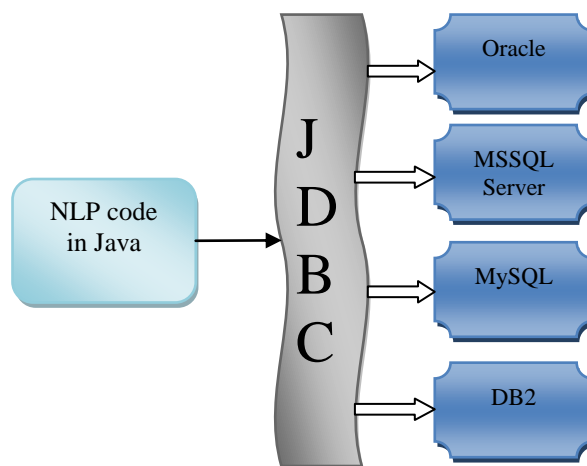 NLP code
in Java
J
D
B
C
Oracle
MSSQL
Server
MySQL
DB2